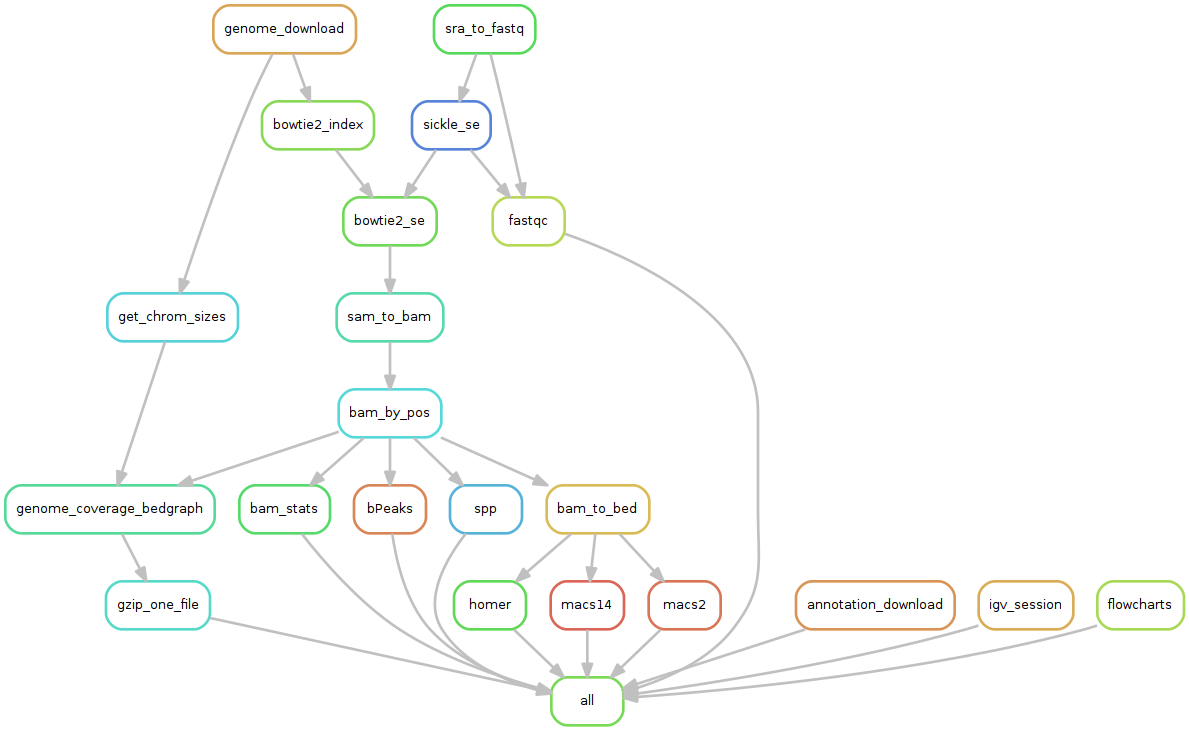 genome_download
sra_to_fastq
bowtie2_index
sickle_se
bowtie2_se
fastqc
get_chrom_sizes
sam_to_bam
bam_by_pos
genome_coverage_bedgraph
bam_stats
bPeaks
spp
bam_to_bed
gzip_one_file
homer
macs14
macs2
annotation_download
igv_session
flowcharts
all